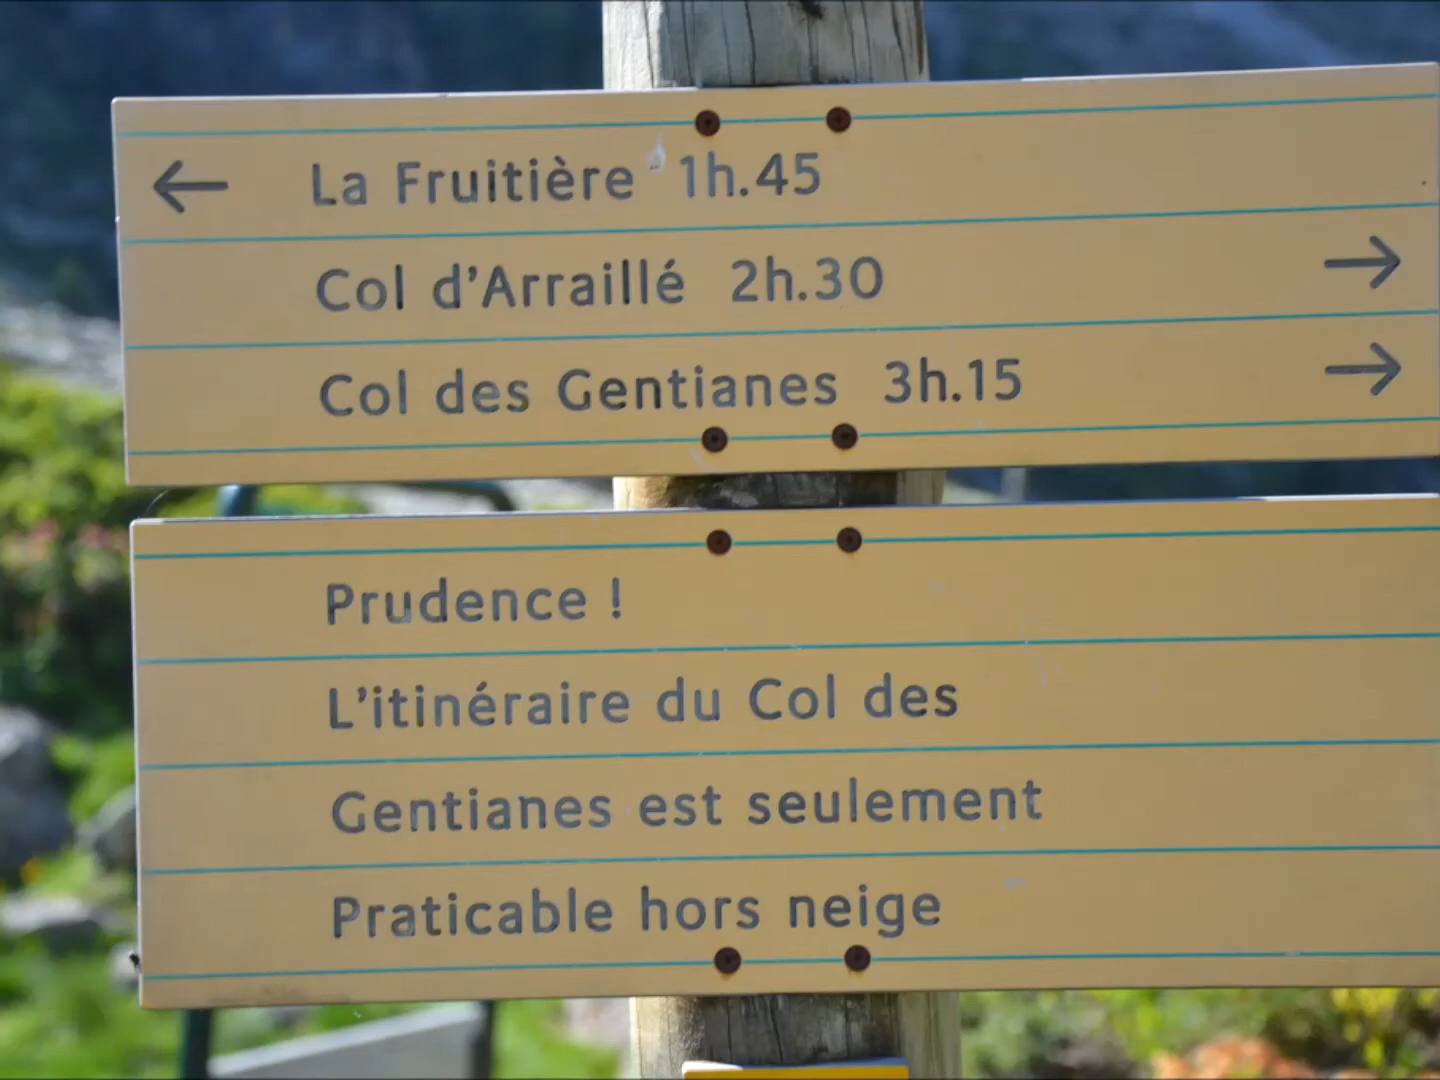 ← La Fruitière 1h.45
Col d'Arraillé 2h.30 →
Col des Gentianes 3h.15 →
Prudence !
L'itinéraire du Col des
Gentianes est seulement
Praticable hors neige